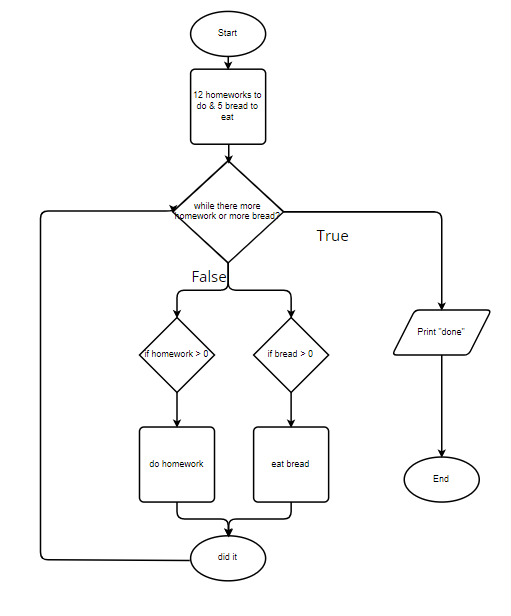 Start
12 homeworks to
do & 5 bread to
eat
while there more
homework or more bread?
True
False
Print "done"
if homework > 0
if bread > 0
do homework
eat bread
End
did it